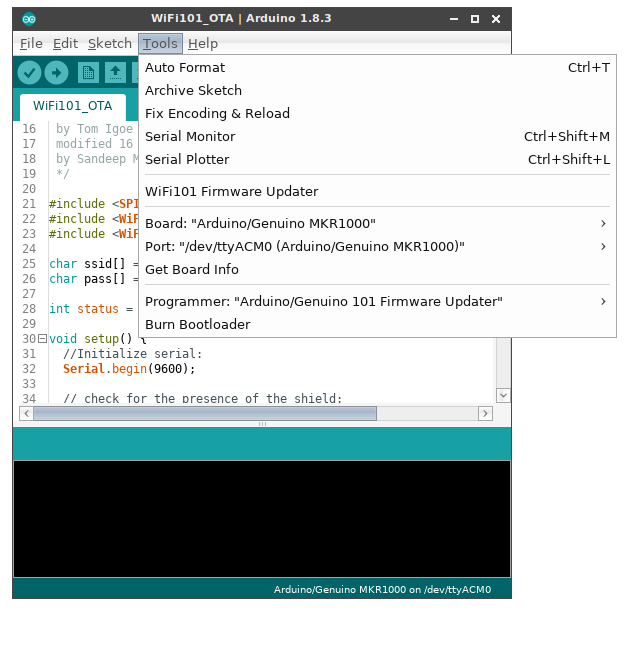 WiFi101_OTA | Arduino 1.8.3
File Edit Sketch Tools Help
Auto Format Ctrl+T
Archive Sketch
Fix Encoding & Reload
Serial Monitor Ctrl+Shift+M
Serial Plotter Ctrl+Shift+L
WiFi101 Firmware Updater
Board: "Arduino/Genuino MKR1000"
Port: "/dev/ttyACM0 (Arduino/Genuino MKR1000)"
Get Board Info
Programmer: "Arduino/Genuino 101 Firmware Updater"
Burn Bootloader
WiFi101_OTA
16 by Tom Igoe
17 modified 16
18 by Sandeep M
19 */
20
21 #include <SPI
22 #include <WiF
23 #include <WiF
24
25 char ssid[] =
26 char pass[] =
27
28 int status =
29
30 void setup() {
31 //Initialize serial:
32 Serial.begin(9600);
33
34 // check for the presence of the shield:
Arduino/Genuino MKR1000 on /dev/ttyACM0